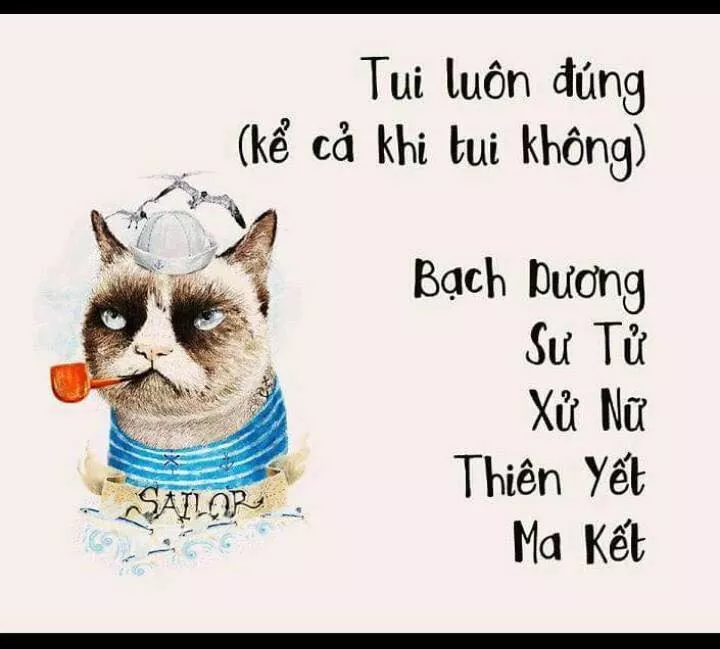 Tui luôn đúng
(kể cả khi tui không)
Bạch Dương
Sư Tử
Xử Nữ
Thiên Yết
Ma Kết
SAILOR